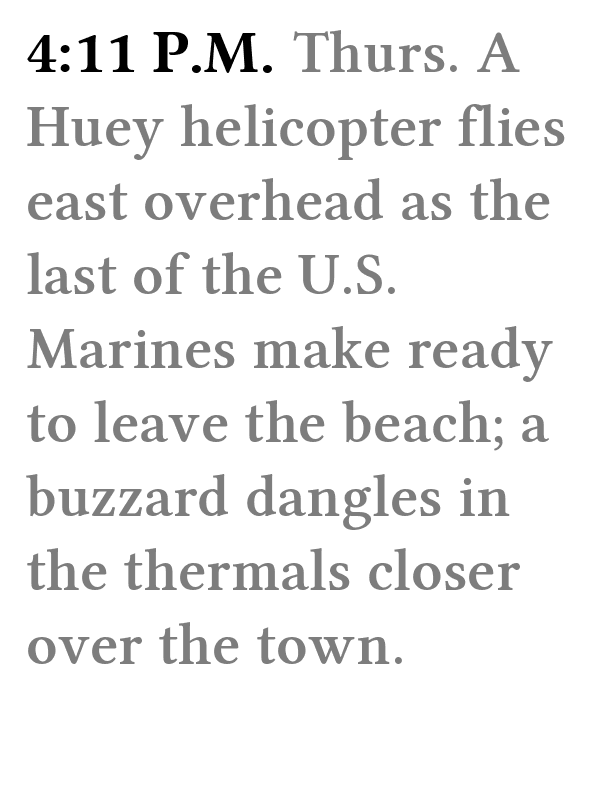 4:11 P.M. Thurs. A
Huey helicopter flies
east overhead as the
last of the U.S.
Marines make ready
to leave the beach; a
buzzard dangles in
the thermals closer
over the town.